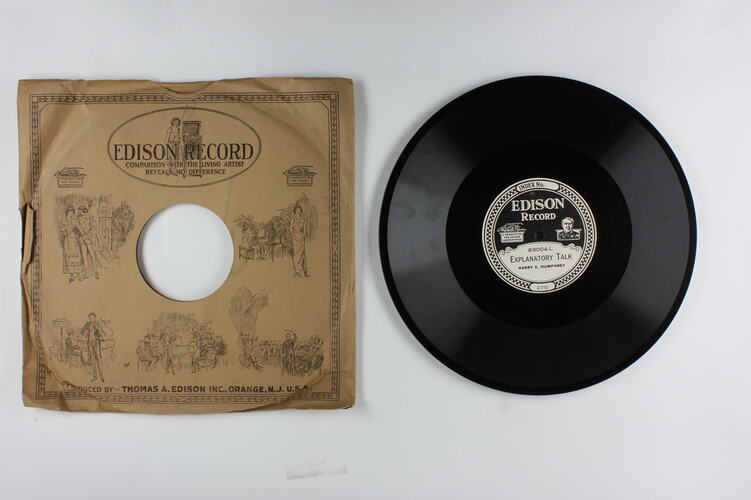 EDISON RECORD
COMPARISON WITH THE LIVING ARTIST
REVEALS NO DIFFERENCE
PRODUCED BY — THOMAS A. EDISON INC., ORANGE, N.J. U.S.A.
INDEX No.
EDISON
RECORD
83004-L
EXPLANATORY TALK
HARRY E. HUMPHREY
2710